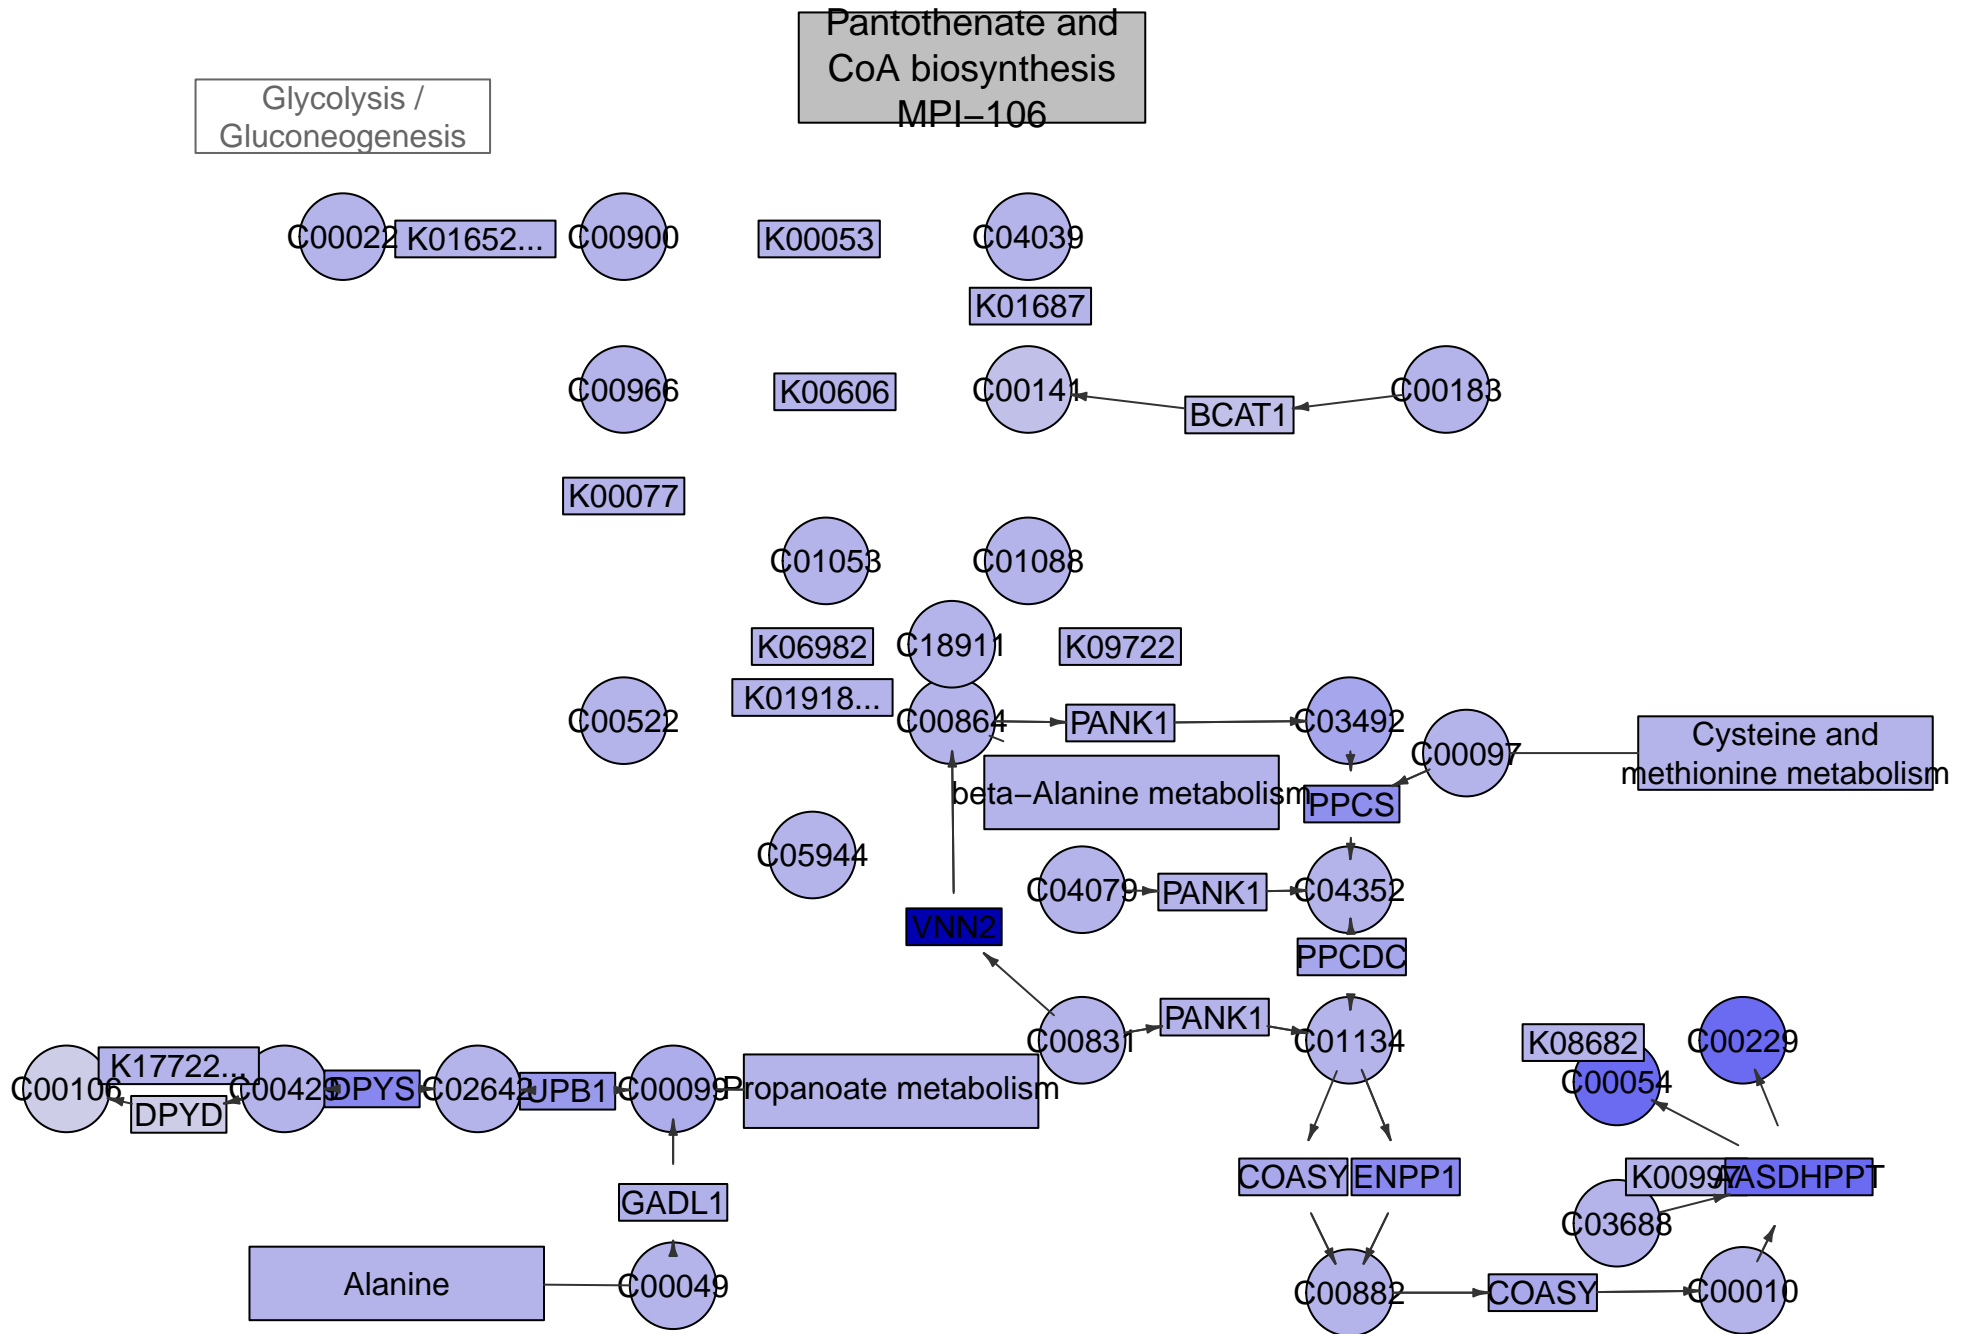 Pantothenate and
CoA biosynthesis
MPI−106
Glycolysis /
Gluconeogenesis
C00022
K01652...
C00900
K00053
C04039
K01687
C00966
K00606
C00141
BCAT1
C00183
K00077
C01053
C01088
K06982
C18911
K09722
K01918...
C00522
C00864
PANK1
C03492
C00097
Cysteine and
methionine metabolism
beta−Alanine metabolism
PPCS
C05944
C04079
PANK1
C04352
VNN2
PPCDC
C00831
PANK1
C01134
K08682
C00229
C00054
C00106
K17722...
DPYD
C00429
DPYS
C02642
UPB1
C00099
Propanoate metabolism
COASY
ENPP1
K00997
AASDHPPT
GADL1
C03688
Alanine
C00049
C00882
COASY
C00010